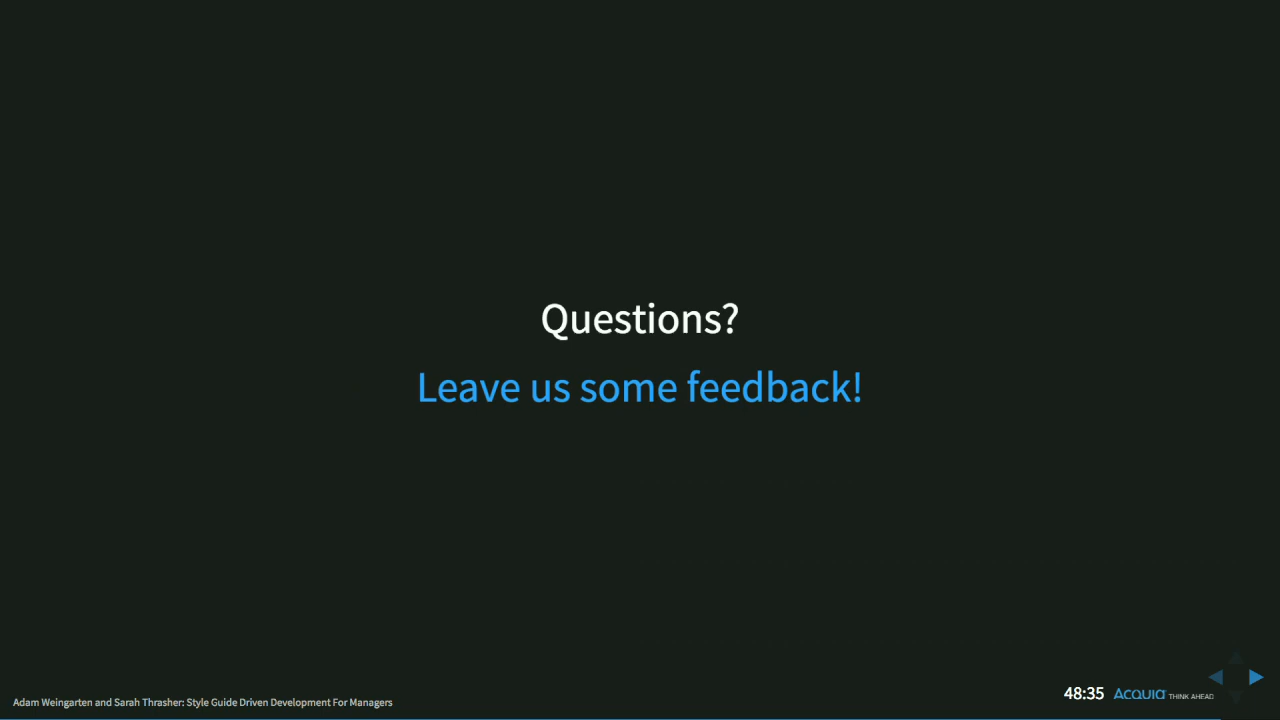 Questions?
Leave us some feedback!
48:35 Acquia THINK AHEAD
Adam Weingarten and Sarah Thrasher: Style Guide Driven Development For Managers